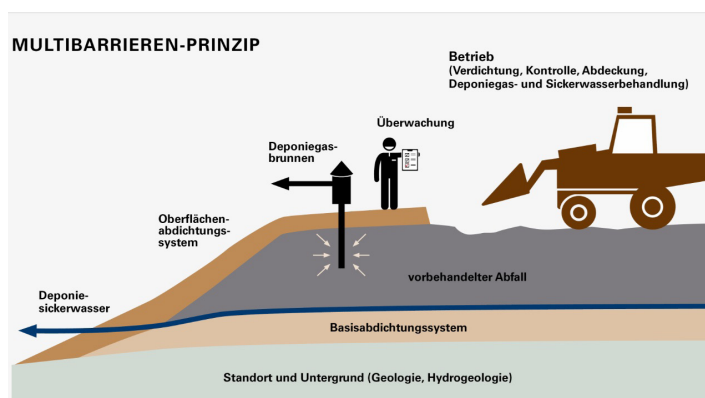 MULTIBARRIEREN-PRINZIP
Betrieb
(Verdichtung, Kontrolle, Abdeckung,
Deponiegas- und Sickerwasserbehandlung)
Überwachung
Deponiegas-
brunnen
Oberflächen-
abdichtungs-
system
vorbehandelter Abfall
Deponie-
sickerwasser
Basisabdichtungssystem
Standort und Untergrund (Geologie, Hydrogeologie)